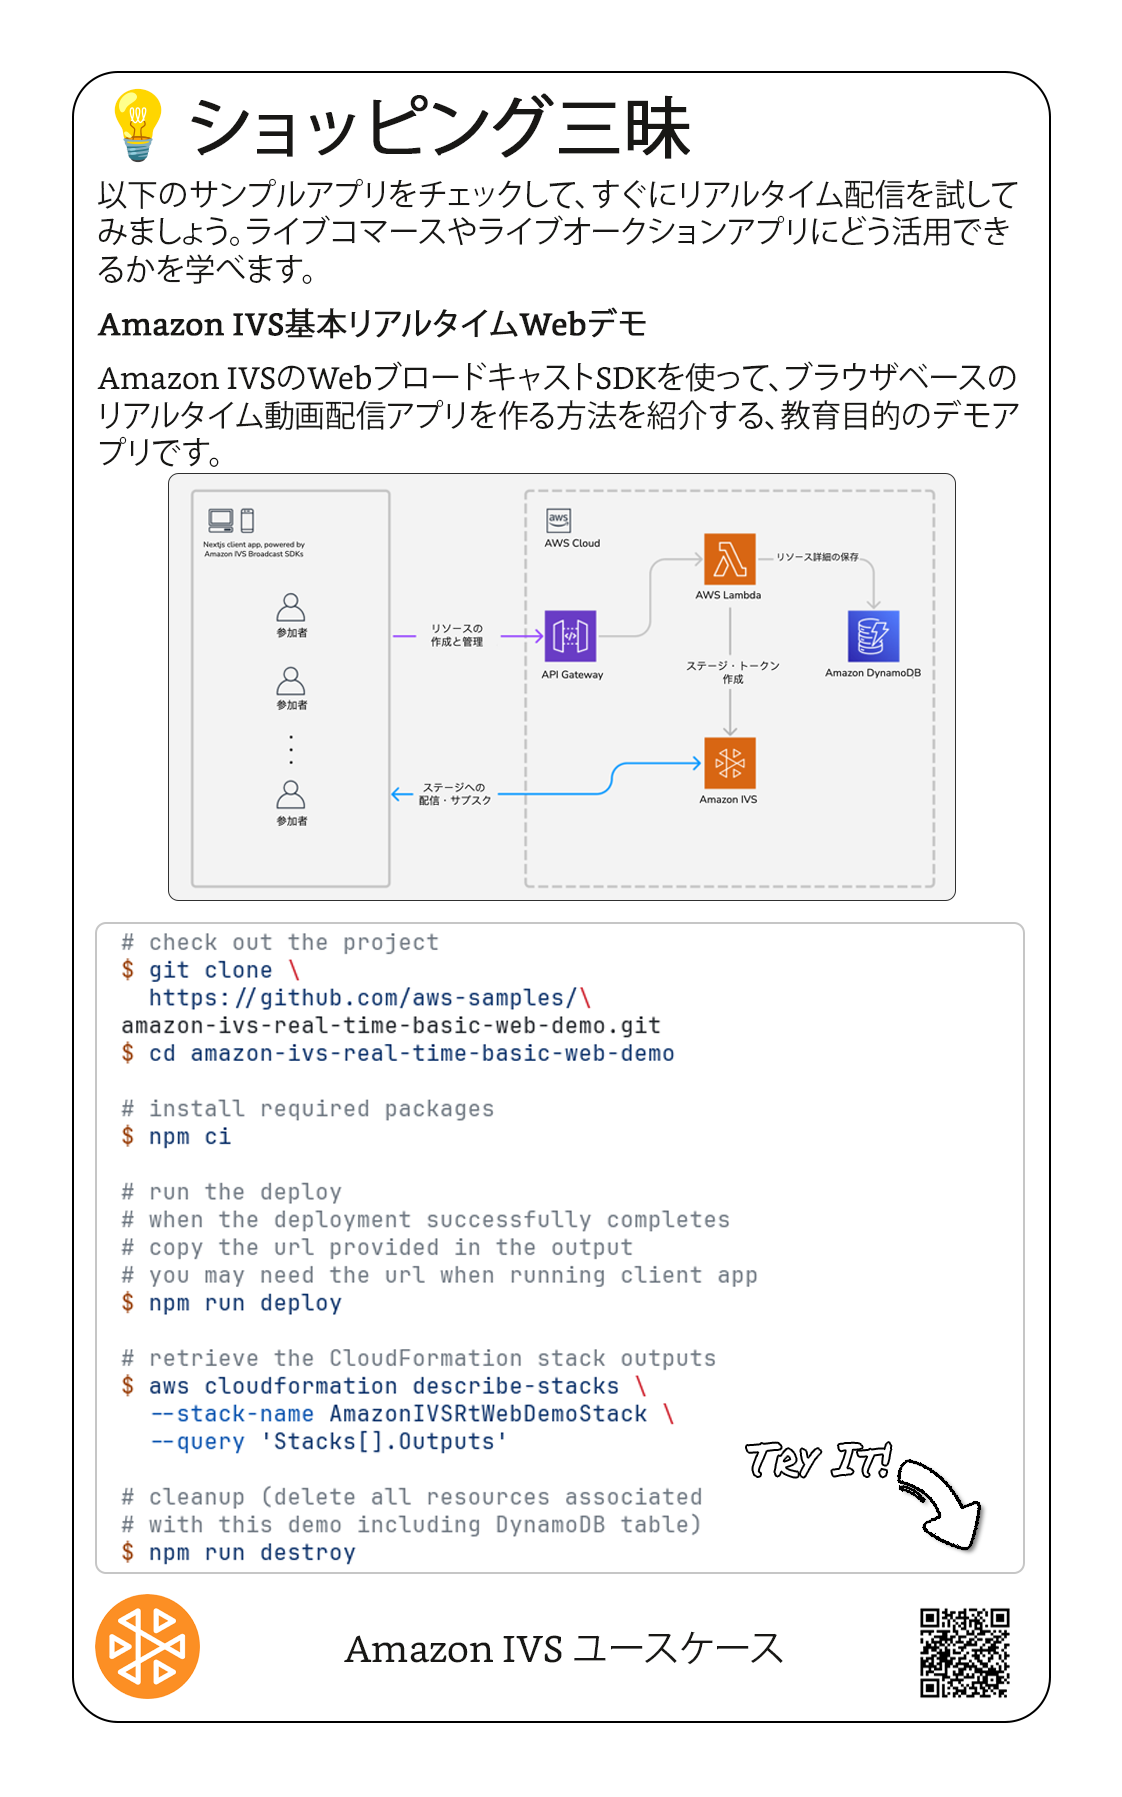 ショッピング三昧
以下のサンプルアプリをチェックして、すぐにリアルタイム配信を試して
みましょう。ライブコマースやライブオークションアプリにどう活用でき
るかを学べます。
Amazon IVS基本リアルタイムWebデモ
Amazon IVSのWebブロードキャストSDKを使って、ブラウザベースの
リアルタイム動画配信アプリを作る方法を紹介する、教育目的のデモア
プリです。
Nextjs client app, powered by
Amazon IVS Broadcast SDKs
参加者
参加者
参加者
リソースの
作成と管理
ステージへの
配信・サブスク
aws
AWS Cloud
API Gateway
AWS Lambda
リソース詳細の保存
Amazon DynamoDB
ステージ・トークン
作成
Amazon IVS
# check out the project
$ git clone \
https://github.com/aws-samples/\
amazon-ivs-real-time-basic-web-demo.git
$ cd amazon-ivs-real-time-basic-web-demo
# install required packages
$ npm ci
# run the deploy
# when the deployment successfully completes
# copy the url provided in the output
# you may need the url when running client app
$ npm run deploy
# retrieve the CloudFormation stack outputs
$ aws cloudformation describe-stacks \
--stack-name AmazonIVSRtWebDemoStack \
--query 'Stacks[].Outputs'
# cleanup (delete all resources associated
# with this demo including DynamoDB table)
$ npm run destroy
TRY IT!
Amazon IVS ユースケース